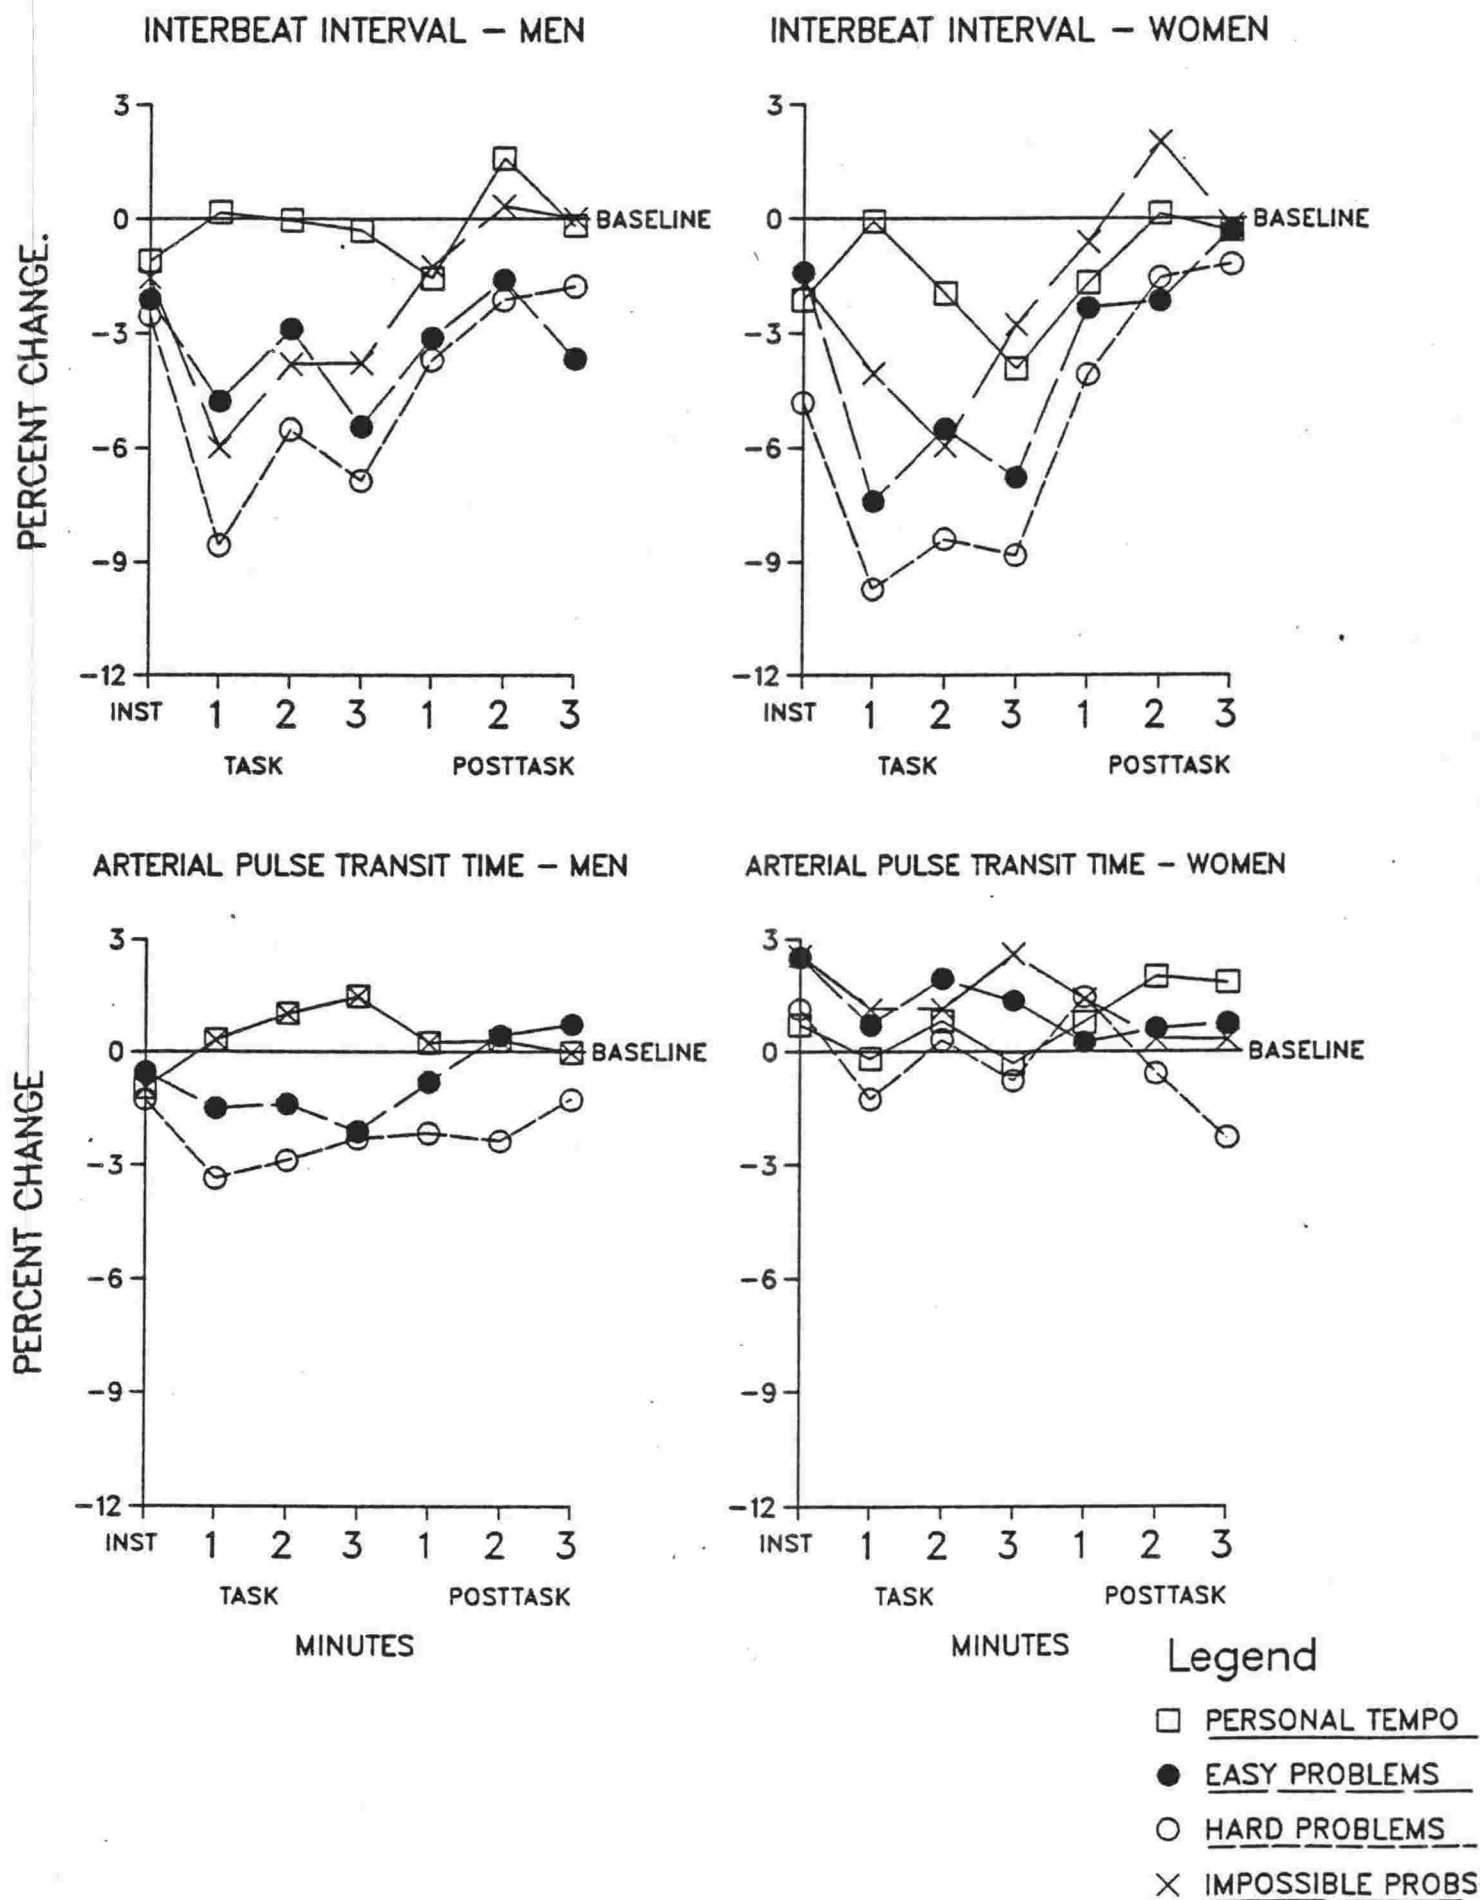 INTERBEAT INTERVAL – MEN
3
0
−3
−6
−9
−12
BASELINE
INST 1 2 3 1 2 3
TASK POSTTASK
PERCENT CHANGE.
INTERBEAT INTERVAL – WOMEN
3
0
−3
−6
−9
−12
BASELINE
INST 1 2 3 1 2 3
TASK POSTTASK
ARTERIAL PULSE TRANSIT TIME – MEN
3
0
−3
−6
−9
−12
BASELINE
INST 1 2 3 1 2 3
TASK POSTTASK
MINUTES
PERCENT CHANGE
ARTERIAL PULSE TRANSIT TIME – WOMEN
3
0
−3
−6
−9
−12
BASELINE
INST 1 2 3 1 2 3
TASK POSTTASK
MINUTES
Legend
PERSONAL TEMPO
EASY PROBLEMS
HARD PROBLEMS
IMPOSSIBLE PROBS